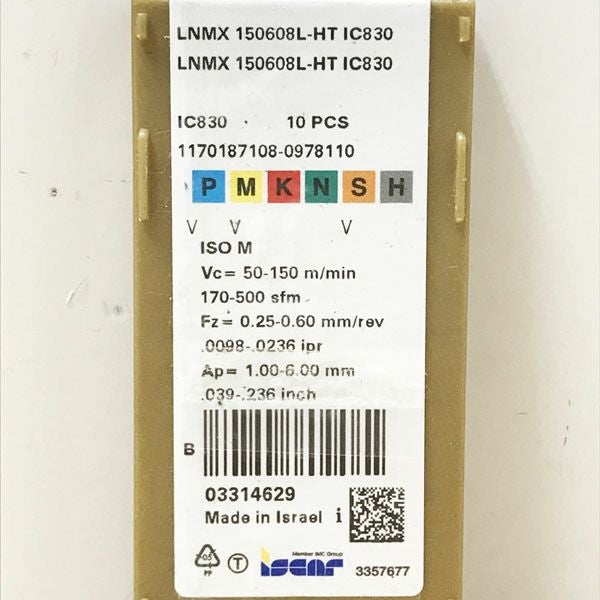 LNMX 150608L-HT IC830
LNMX 150608L-HT IC830
IC830 10 PCS
1170187108-0978110
P M K N S H
V ∀ V
ISO M
Vc= 50-150 m/min
170-500 sfm
Fz= 0.25-0.60 mm/rev
.0098-.0236 ipr
Ap= 1.00-6.00 mm
.039-.236 inch
B
03314629
Made in Israel i
Member IMC Group
05 PP T iscar 3357677